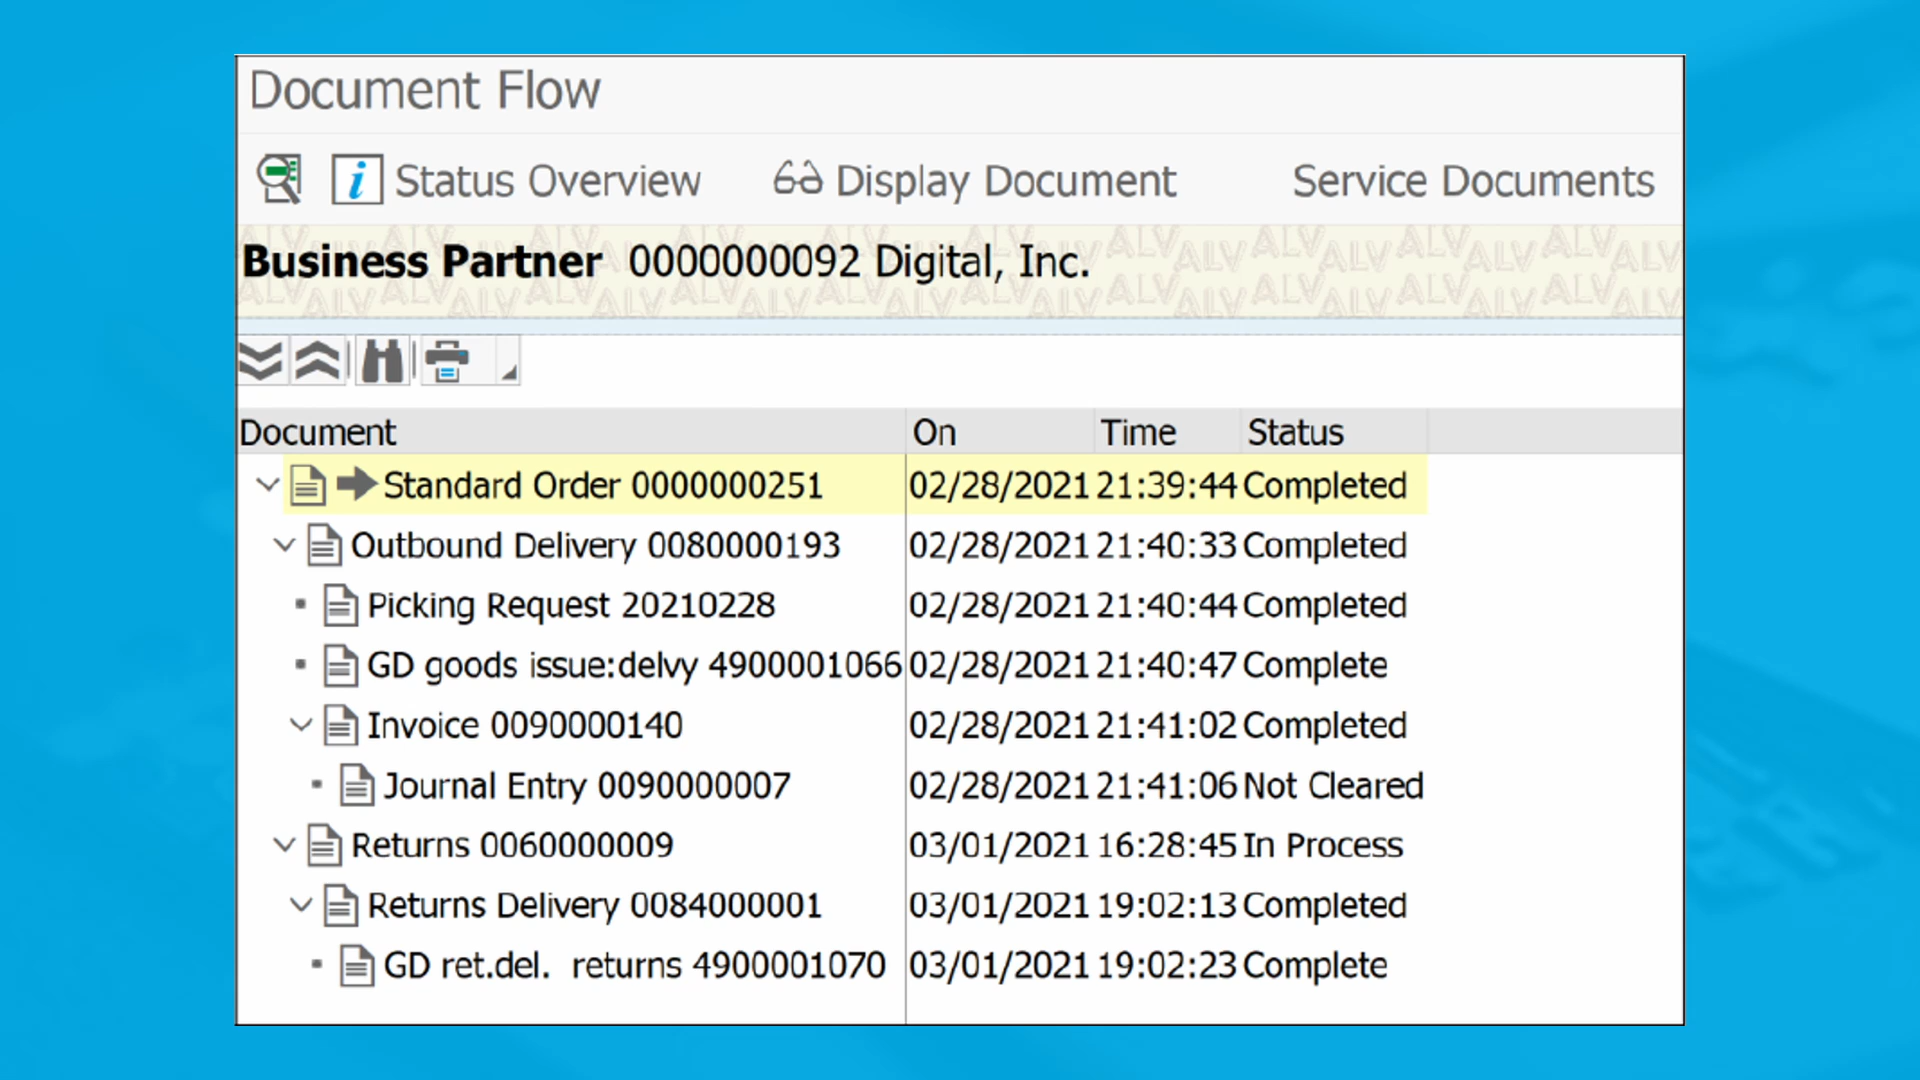 Document Flow
Status Overview Display Document Service Documents
Business Partner 0000000092 Digital, Inc.
Document On Time Status
Standard Order 0000000251 02/28/2021 21:39:44 Completed
Outbound Delivery 0080000193 02/28/2021 21:40:33 Completed
Picking Request 20210228 02/28/2021 21:40:44 Completed
GD goods issue:delvy 4900001066 02/28/2021 21:40:47 Complete
Invoice 0090000140 02/28/2021 21:41:02 Completed
Journal Entry 0090000007 02/28/2021 21:41:06 Not Cleared
Returns 0060000009 03/01/2021 16:28:45 In Process
Returns Delivery 0084000001 03/01/2021 19:02:13 Completed
GD ret.del.  returns 4900001070 03/01/2021 19:02:23 Complete